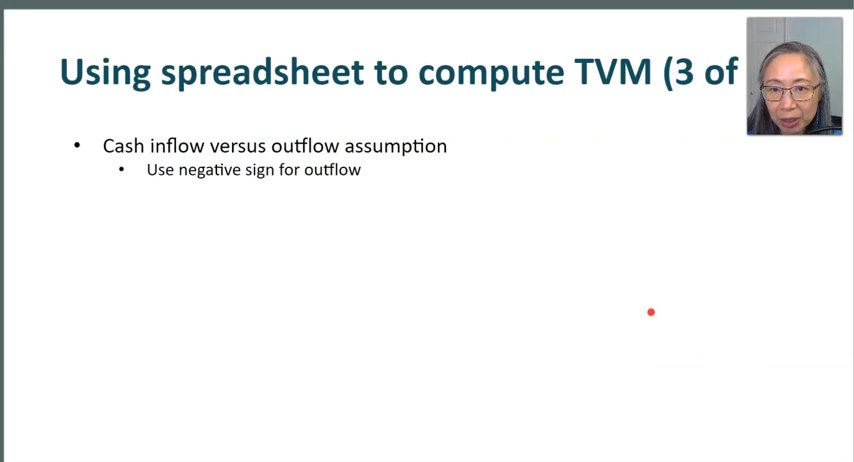 Using spreadsheet to compute TVM (3 of
Cash inflow versus outflow assumption
Use negative sign for outflow